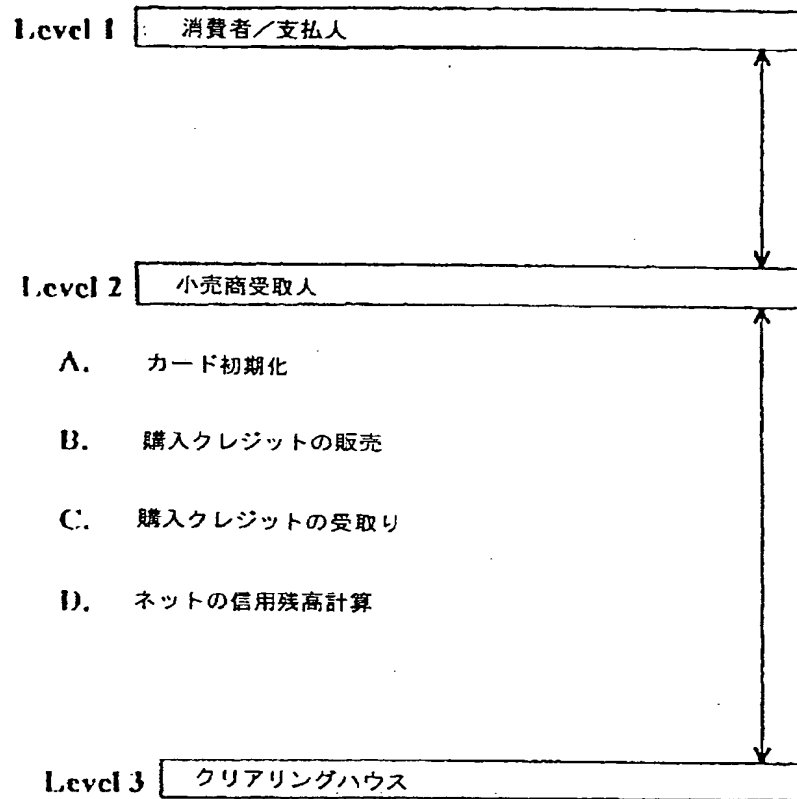 Level 1 消費者／支払人
Level 2 小売商受取人
A. カード初期化
B. 購入クレジットの販売
C. 購入クレジットの受取り
D. ネットの信用残高計算
Level 3 クリアリングハウス